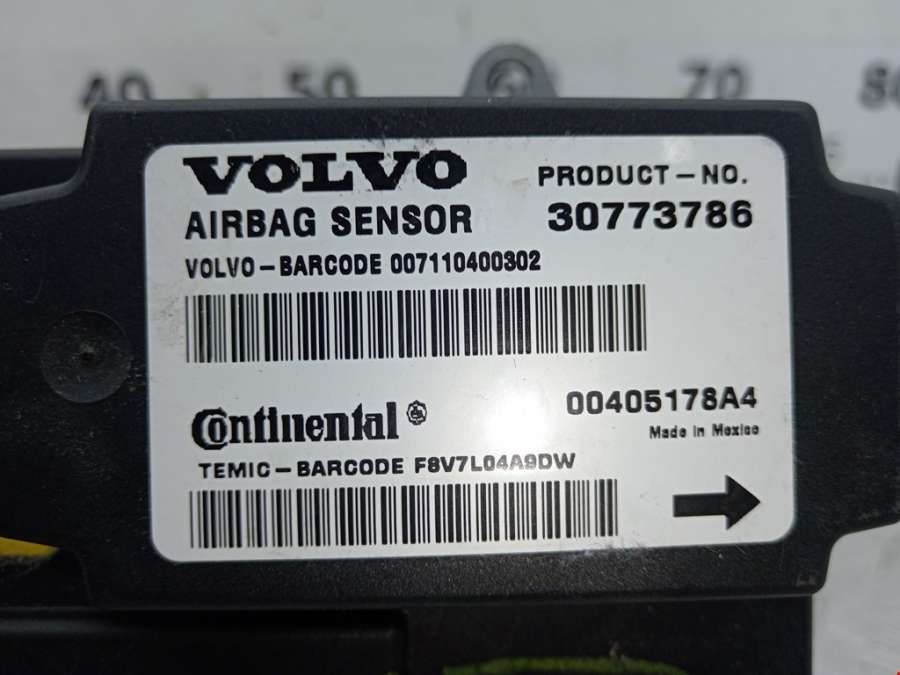 40 50 70 80
VOLVO
PRODUCT-NO.
AIRBAG SENSOR
30773786
VOLVO-BARCODE 007110400302
Continental
00405178A4
Made in Mexico
TEMIC-BARCODE F8V7L04A9DW